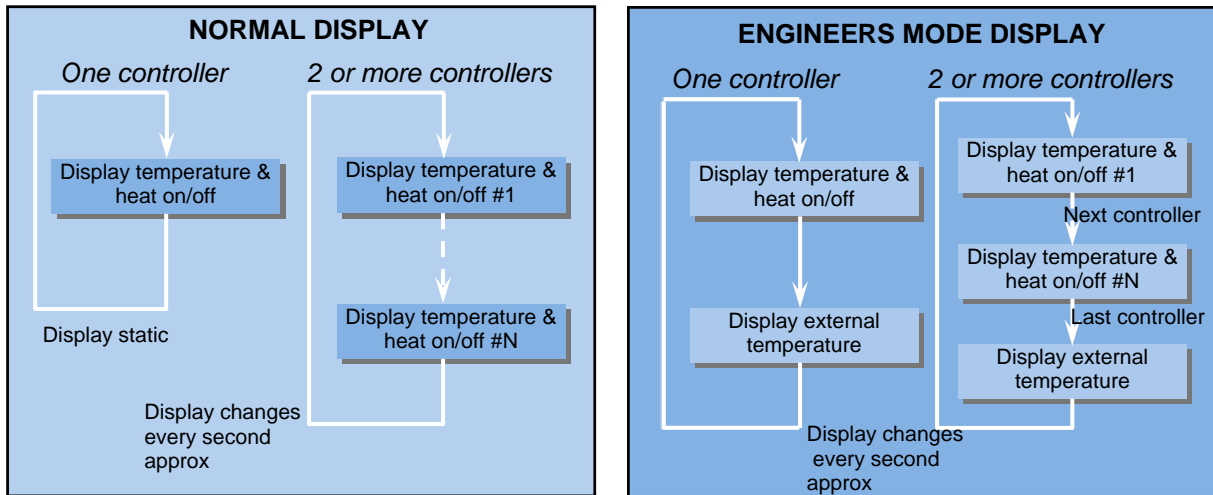 NORMAL DISPLAY
One controller
Display temperature &
heat on/off
Display static
2 or more controllers
Display temperature &
heat on/off #1
Display temperature &
heat on/off #N
Display changes
every second
approx
ENGINEERS MODE DISPLAY
One controller
Display temperature &
heat on/off
Display external
temperature
Display changes
every second
approx
2 or more controllers
Display temperature &
heat on/off #1
Next controller
Display temperature &
heat on/off #N
Last controller
Display external
temperature